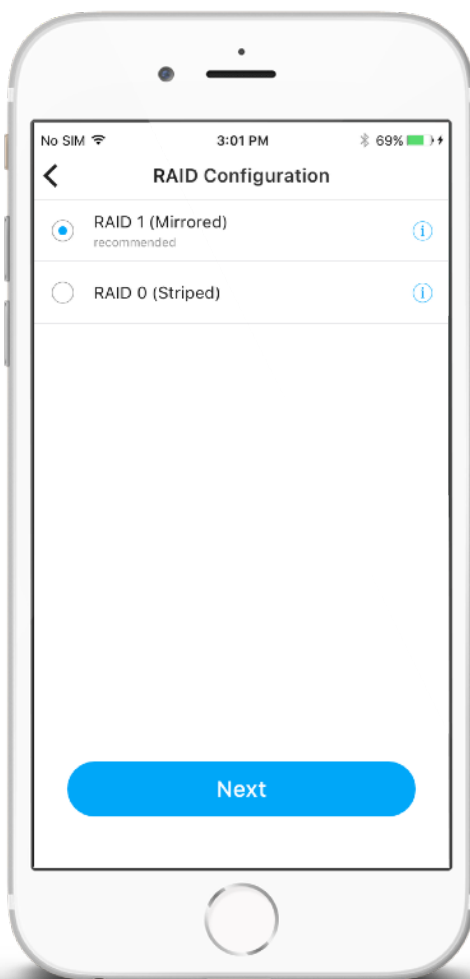 No SIM 3:01 PM 69%
RAID Configuration
RAID 1 (Mirrored)
recommended
RAID 0 (Striped)
Next